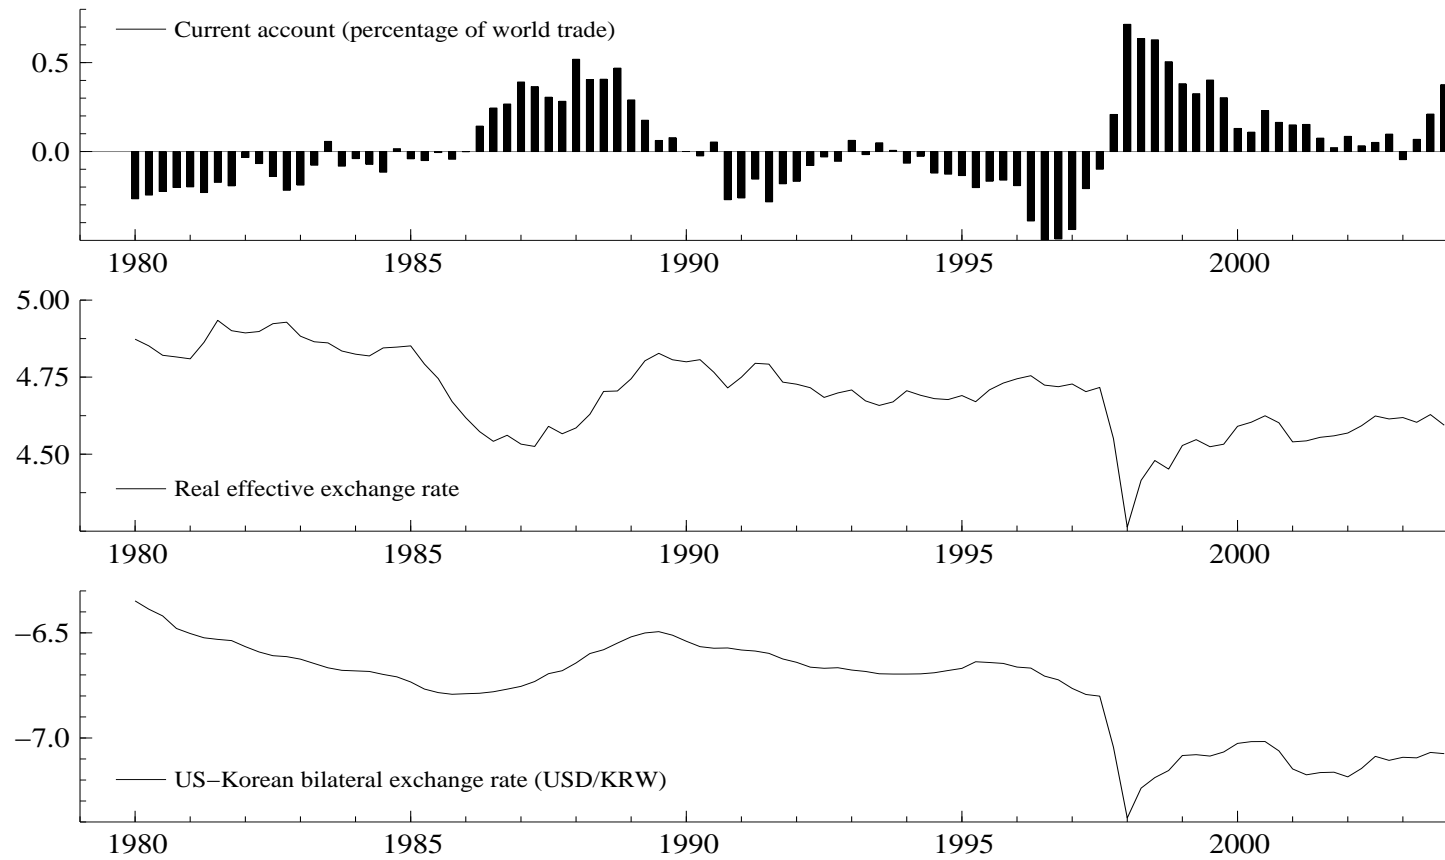 Current account (percentage of world trade)
0.5
0.0
1980 1985 1990 1995 2000
5.00
4.75
4.50
Real effective exchange rate
1980 1985 1990 1995 2000
−6.5
−7.0
US−Korean bilateral exchange rate (USD/KRW)
1980 1985 1990 1995 2000